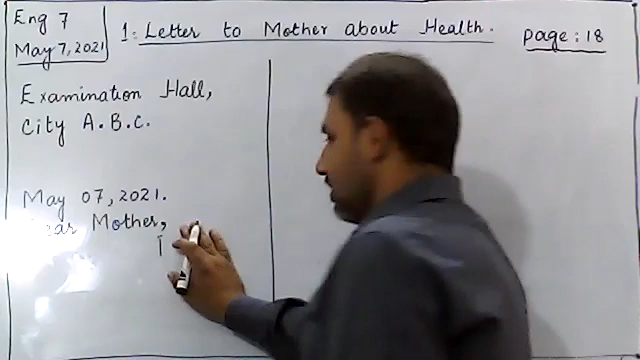 Eng 7
May 7, 2021
1: Letter to Mother about Health.
page: 18
Examination Hall,
City A.B.C.
May 07, 2021.
Dear Mother,
I